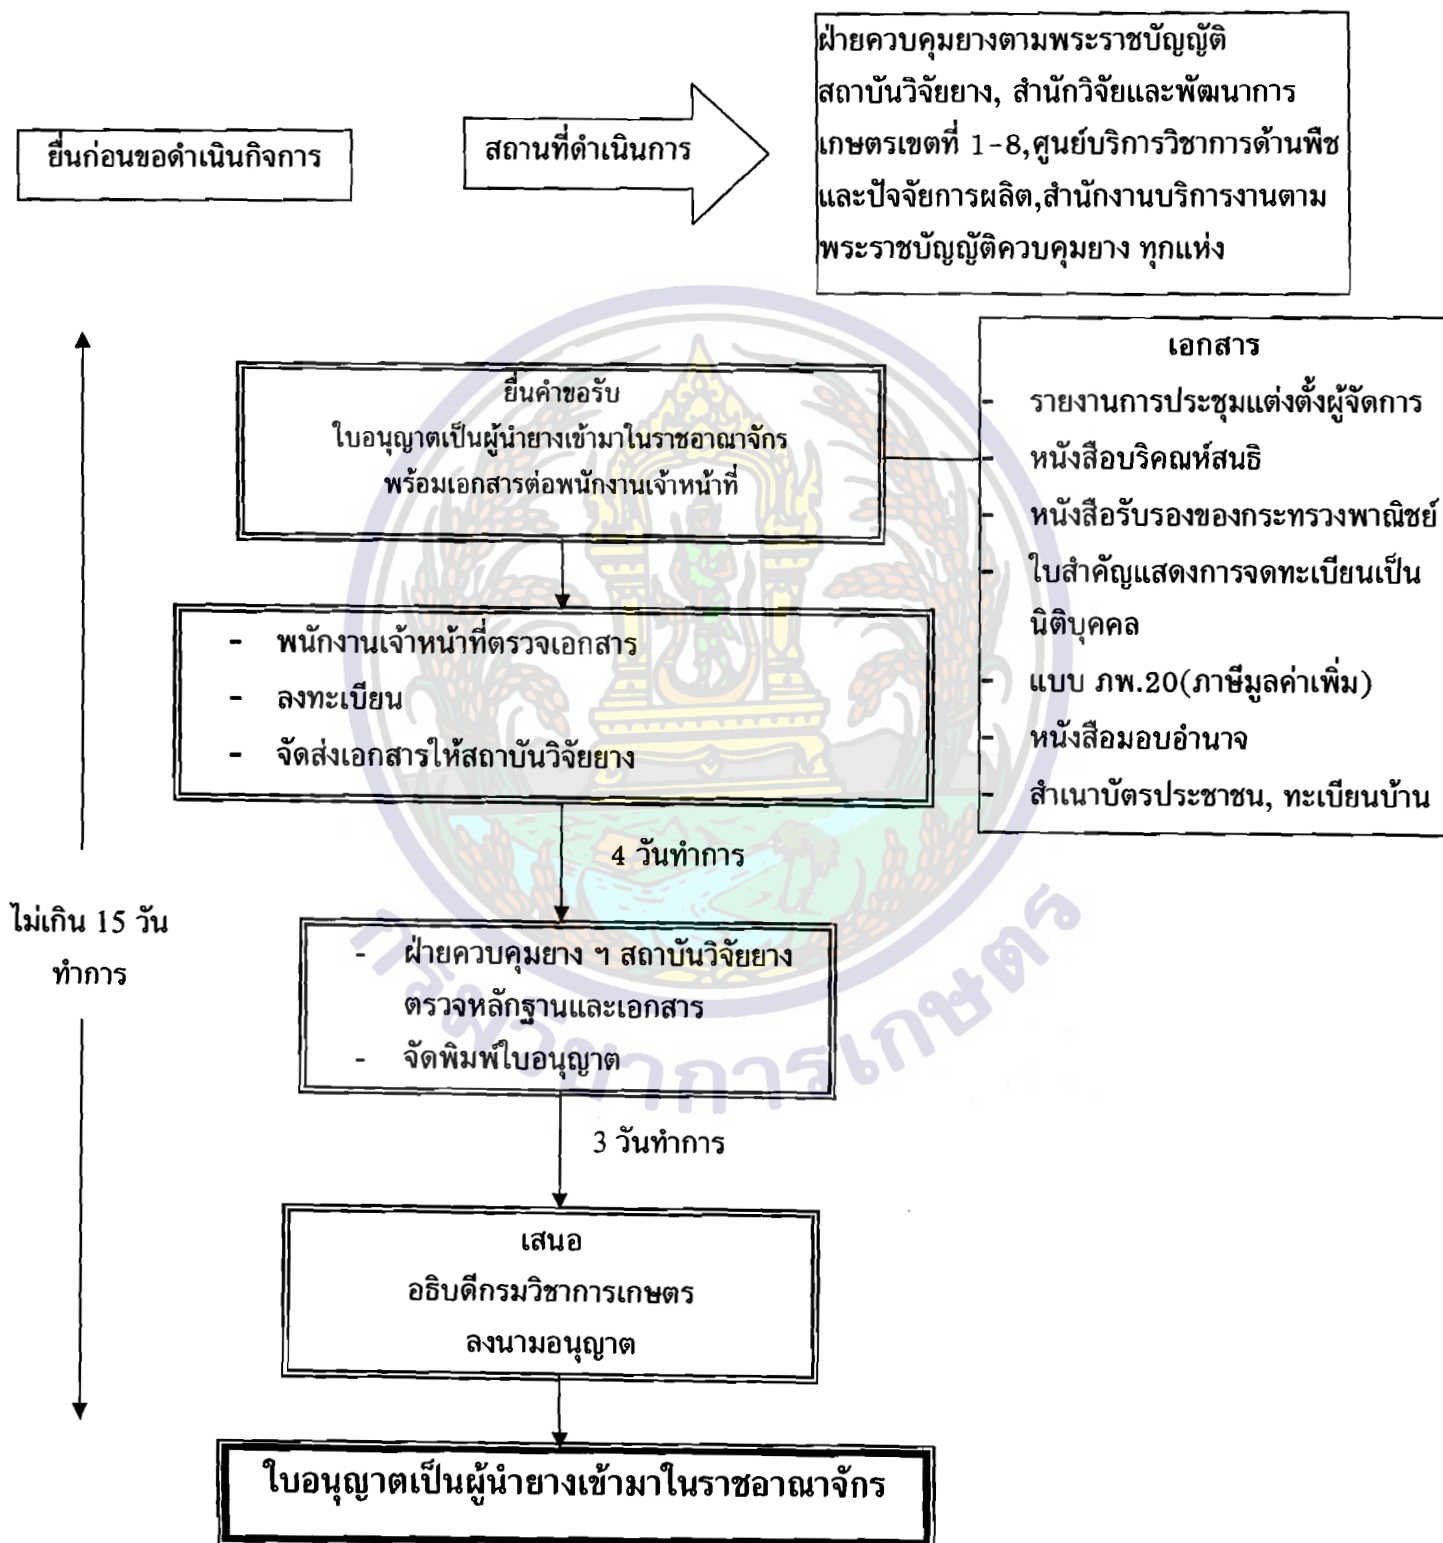 ยื่นก่อนขอดำเนินกิจการ
สถานที่ดำเนินการ
ฝ่ายควบคุมยางตามพระราชบัญญัติ
สถาบันวิจัยยาง, สำนักวิจัยและพัฒนาการ
เกษตรเขตที่ 1-8,ศูนย์บริการวิชาการด้านพืช
และปัจจัยการผลิต,สำนักงานบริการงานตาม
พระราชบัญญัติควบคุมยาง ทุกแห่ง
ยื่นคำขอรับ
ใบอนุญาตเป็นผู้นำยางเข้ามาในราชอาณาจักร
พร้อมเอกสารต่อพนักงานเจ้าหน้าที่
เอกสาร
- รายงานการประชุมแต่งตั้งผู้จัดการ
- หนังสือบริคณห์สนธิ
- หนังสือรับรองของกระทรวงพาณิชย์
- ใบสำคัญแสดงการจดทะเบียนเป็น
นิติบุคคล
- แบบ ภพ.20(ภาษีมูลค่าเพิ่ม)
- หนังสือมอบอำนาจ
- สำเนาบัตรประชาชน, ทะเบียนบ้าน
- พนักงานเจ้าหน้าที่ตรวจเอกสาร
- ลงทะเบียน
- จัดส่งเอกสารให้สถาบันวิจัยยาง
4 วันทำการ
ไม่เกิน 15 วัน
ทำการ
- ฝ่ายควบคุมยาง ฯ สถาบันวิจัยยาง
ตรวจหลักฐานและเอกสาร
- จัดพิมพ์ใบอนุญาต
กรมวิชาการเกษตร
3 วันทำการ
เสนอ
อธิบดีกรมวิชาการเกษตร
ลงนามอนุญาต
ใบอนุญาตเป็นผู้นำยางเข้ามาในราชอาณาจักร